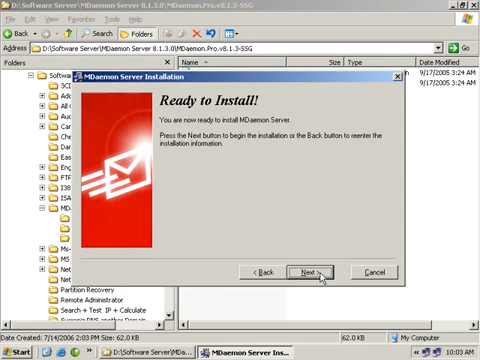 D:\Software Server\MDaemon Server 8.1.3.0\MDaemon.Pro.v8.1.3-SSG
File Edit View Favorites Tools Help
Back Search Folders
Address D:\Software Server\MDaemon Server 8.1.3.0\MDaemon.Pro.v8.1.3-SSG Go
Folders Name Size Type Date Modified
9/17/2005 3:24 AM
9/17/2005 3:24 AM
MDaemon Server Installation
Ready to Install!
You are now ready to install MDaemon Server.
Press the Next button to begin the installation or the Back button to reenter the
installation information.
< Back Next > Cancel
Partition Recovery
Remote Administrator
Search + Test IP + Calculate
Date Created: 7/14/2006 2:03 PM Size: 62.0 KB 62.0 KB My Computer
Start D:\Software Server\MDa... MDaemon Server Ins... 10:03 AM